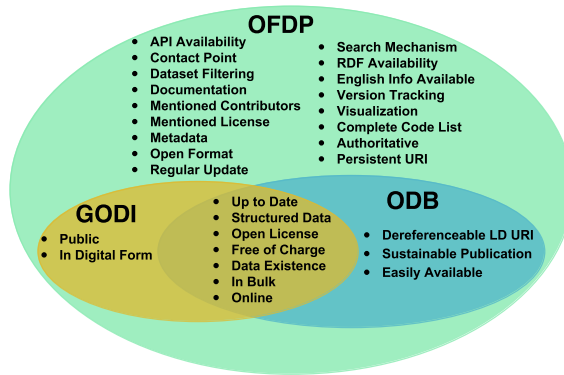 OFDP
• API Availability
• Contact Point
• Dataset Filtering
• Documentation
• Mentioned Contributors
• Mentioned License
• Metadata
• Open Format
• Regular Update
• Search Mechanism
• RDF Availability
• English Info Available
• Version Tracking
• Visualization
• Complete Code List
• Authoritative
• Persistent URI
GODI
• Public
• In Digital Form
• Up to Date
• Structured Data
• Open License
• Free of Charge
• Data Existence
• In Bulk
• Online
ODB
• Dereferenceable LD URI
• Sustainable Publication
• Easily Available